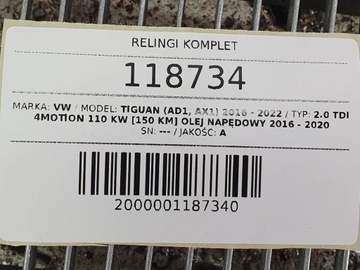 RELINGI KOMPLET
118734
MARKA: VW / MODEL: TIGUAN (AD1, AX1) 2016 - 2022 / TYP: 2.0 TDI
4MOTION 110 KW [150 KM] OLEJ NAPĘDOWY 2016 - 2020
SN: --- / JAKOŚĆ: A
2000001187340